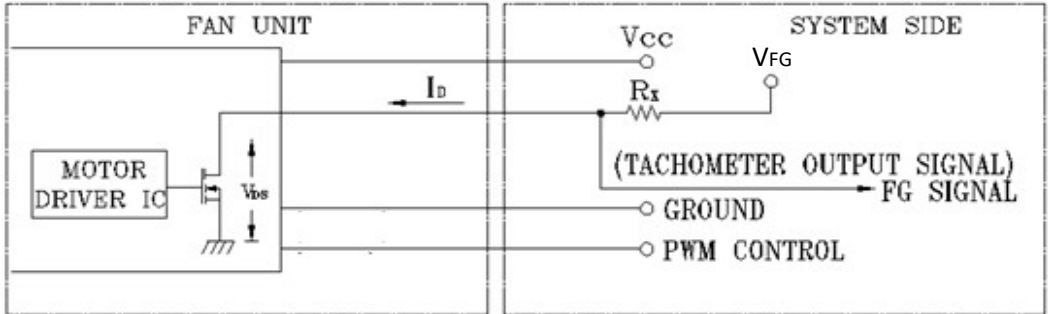 FAN UNIT
SYSTEM SIDE
Vcc
VFG
ID
Rx
MOTOR
DRIVER IC
VDS
(TACHOMETER OUTPUT SIGNAL)
FG SIGNAL
GROUND
PWM CONTROL